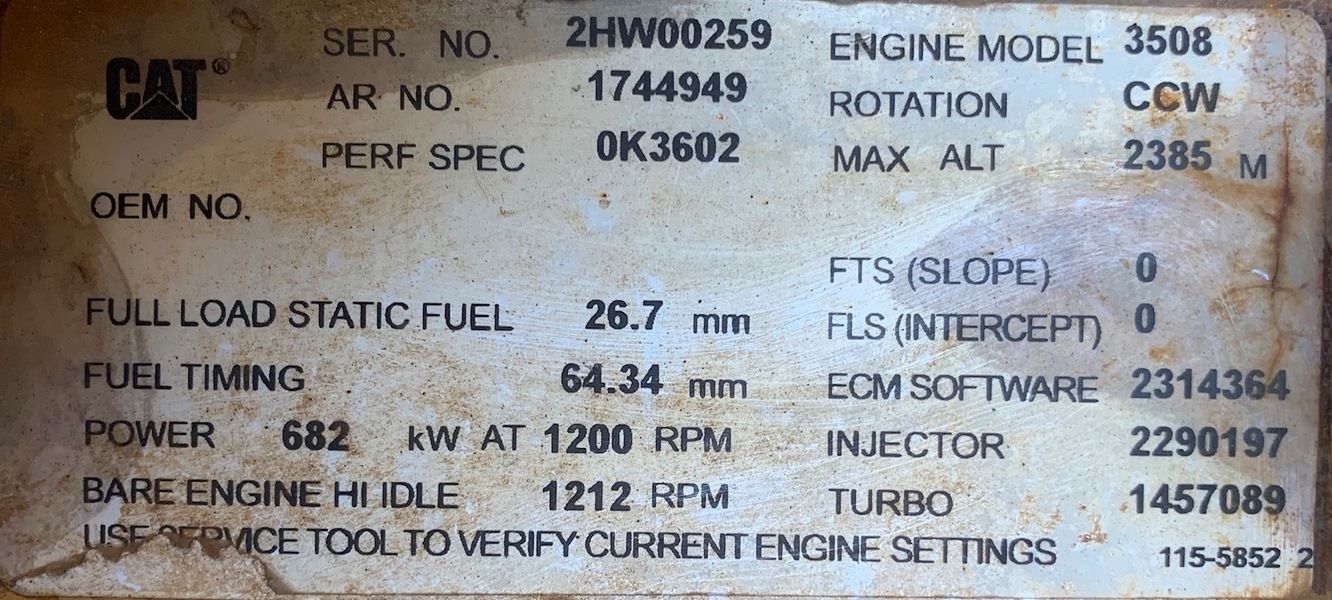 CAT® SER. NO. 2HW00259 ENGINE MODEL 3508
AR NO. 1744949 ROTATION CCW
PERF SPEC 0K3602 MAX ALT 2385 M
OEM NO.
FTS (SLOPE) 0
FULL LOAD STATIC FUEL 26.7 mm FLS (INTERCEPT) 0
FUEL TIMING 64.34 mm ECM SOFTWARE 2314364
POWER 682 kW AT 1200 RPM INJECTOR 2290197
BARE ENGINE HI IDLE 1212 RPM TURBO 1457089
USE SERVICE TOOL TO VERIFY CURRENT ENGINE SETTINGS 115-5852 2